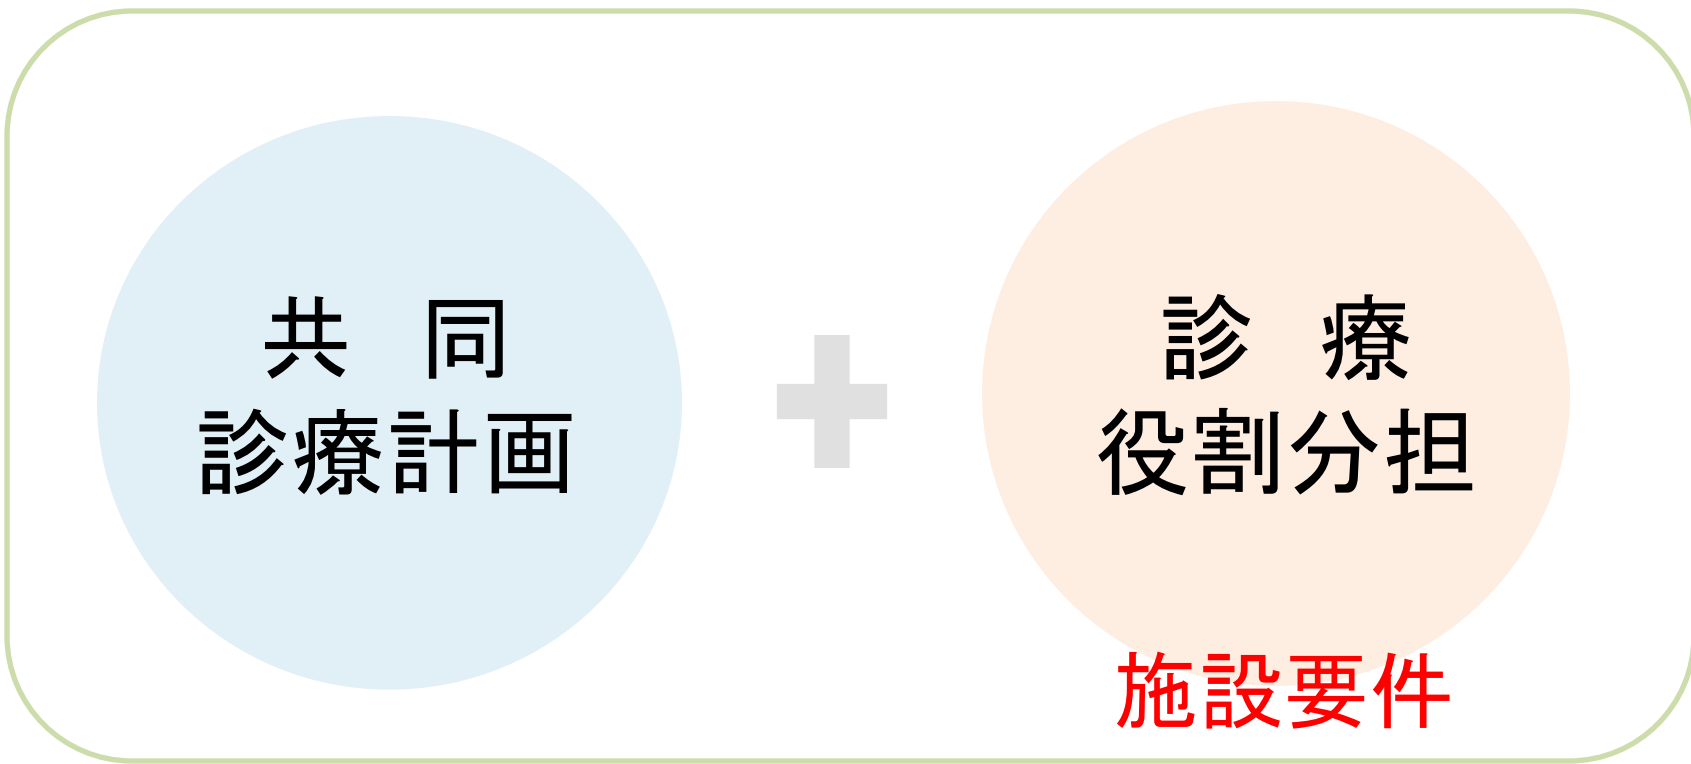 共　同
診療計画
診　療
役割分担
施設要件